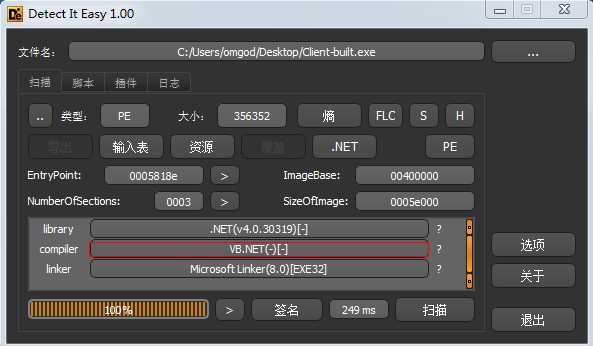 Detect It Easy 1.00
文件名: C:/Users/omgod/Desktop/Client-built.exe ...
扫描 脚本 插件 日志
.. 类型: PE 大小: 356352 熵 FLC S H
导出 输入表 资源 覆盖 .NET PE
EntryPoint: 0005818e > ImageBase: 00400000
NumberOfSections: 0003 > SizeOfImage: 0005e000
library .NET(v4.0.30319)[-] ?
compiler VB.NET(-)[-] ?
linker Microsoft Linker(8.0)[EXE32] ?
选项
关于
100% > 签名 249 ms 扫描
退出